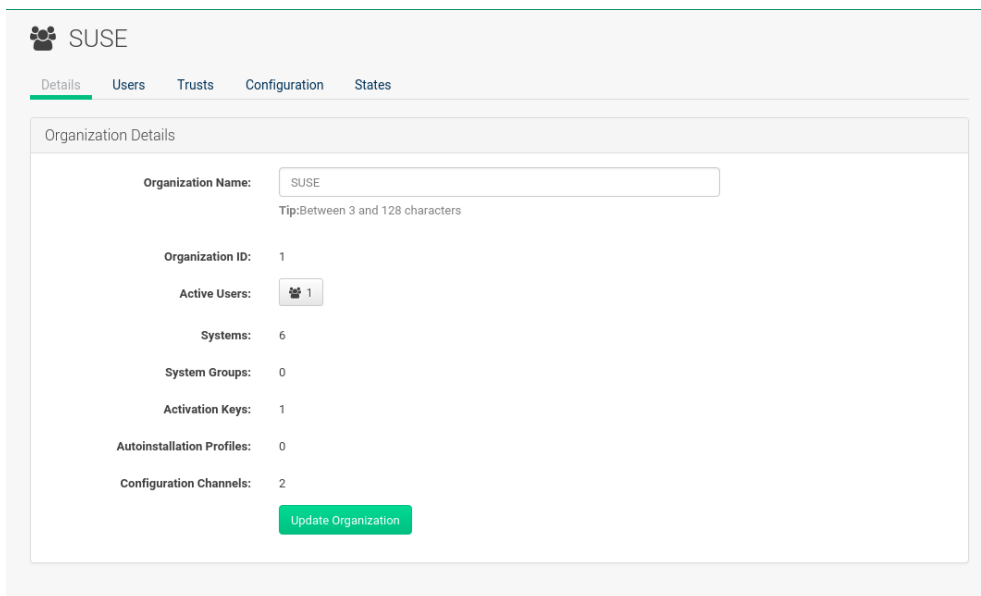 SUSE
Details Users Trusts Configuration States
Organization Details
Organization Name: SUSE
Tip:Between 3 and 128 characters
Organization ID: 1
Active Users: 1
Systems: 6
System Groups: 0
Activation Keys: 1
Autoinstallation Profiles: 0
Configuration Channels: 2
Update Organization